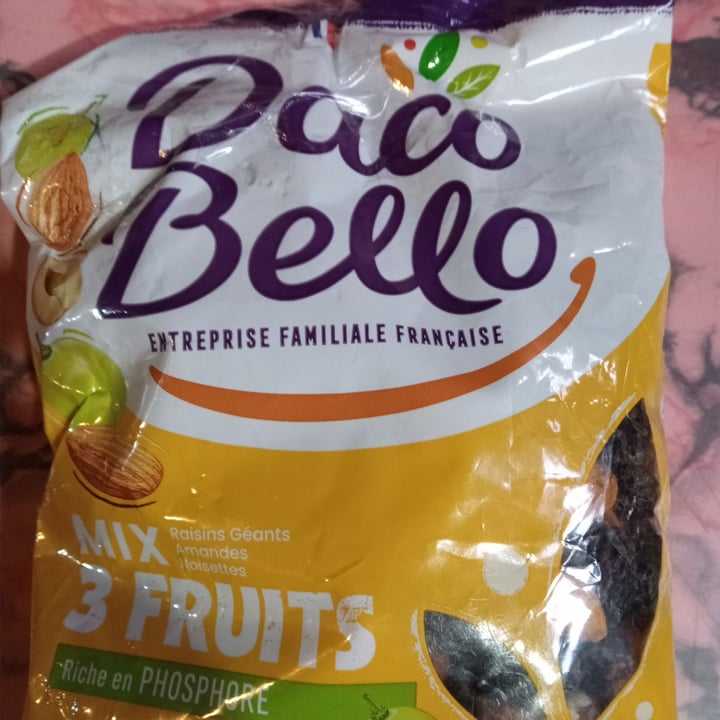 Daco
Bello
ENTREPRISE FAMILIALE FRANÇAISE
MIX Raisins Géants
Amandes
Noisettes
3 FRUITS
Riche en PHOSPHORE